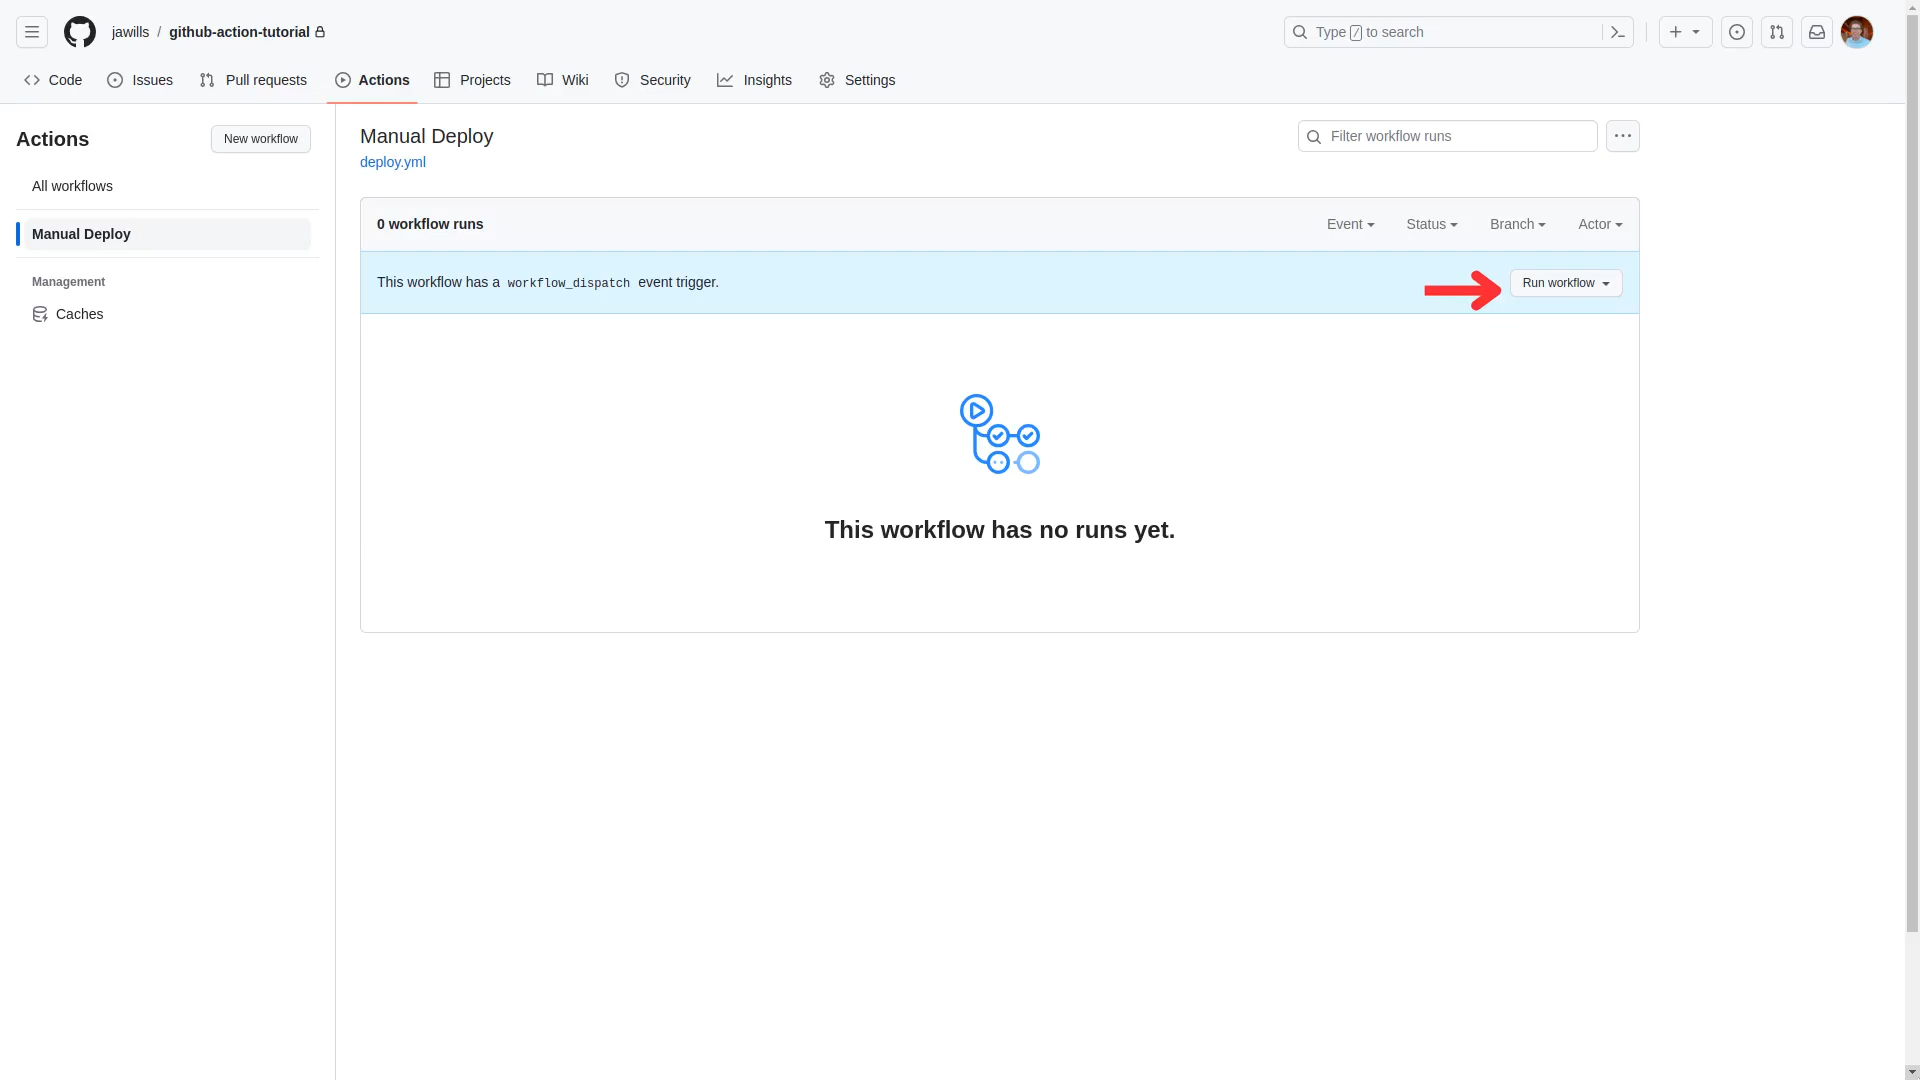 jawills / github-action-tutorial
Type / to search
Code Issues Pull requests Actions Projects Wiki Security Insights Settings
Actions
New workflow
All workflows
Manual Deploy
Management
Caches
Manual Deploy
deploy.yml
Filter workflow runs
0 workflow runs
Event Status Branch Actor
This workflow has a workflow_dispatch event trigger.
Run workflow
This workflow has no runs yet.